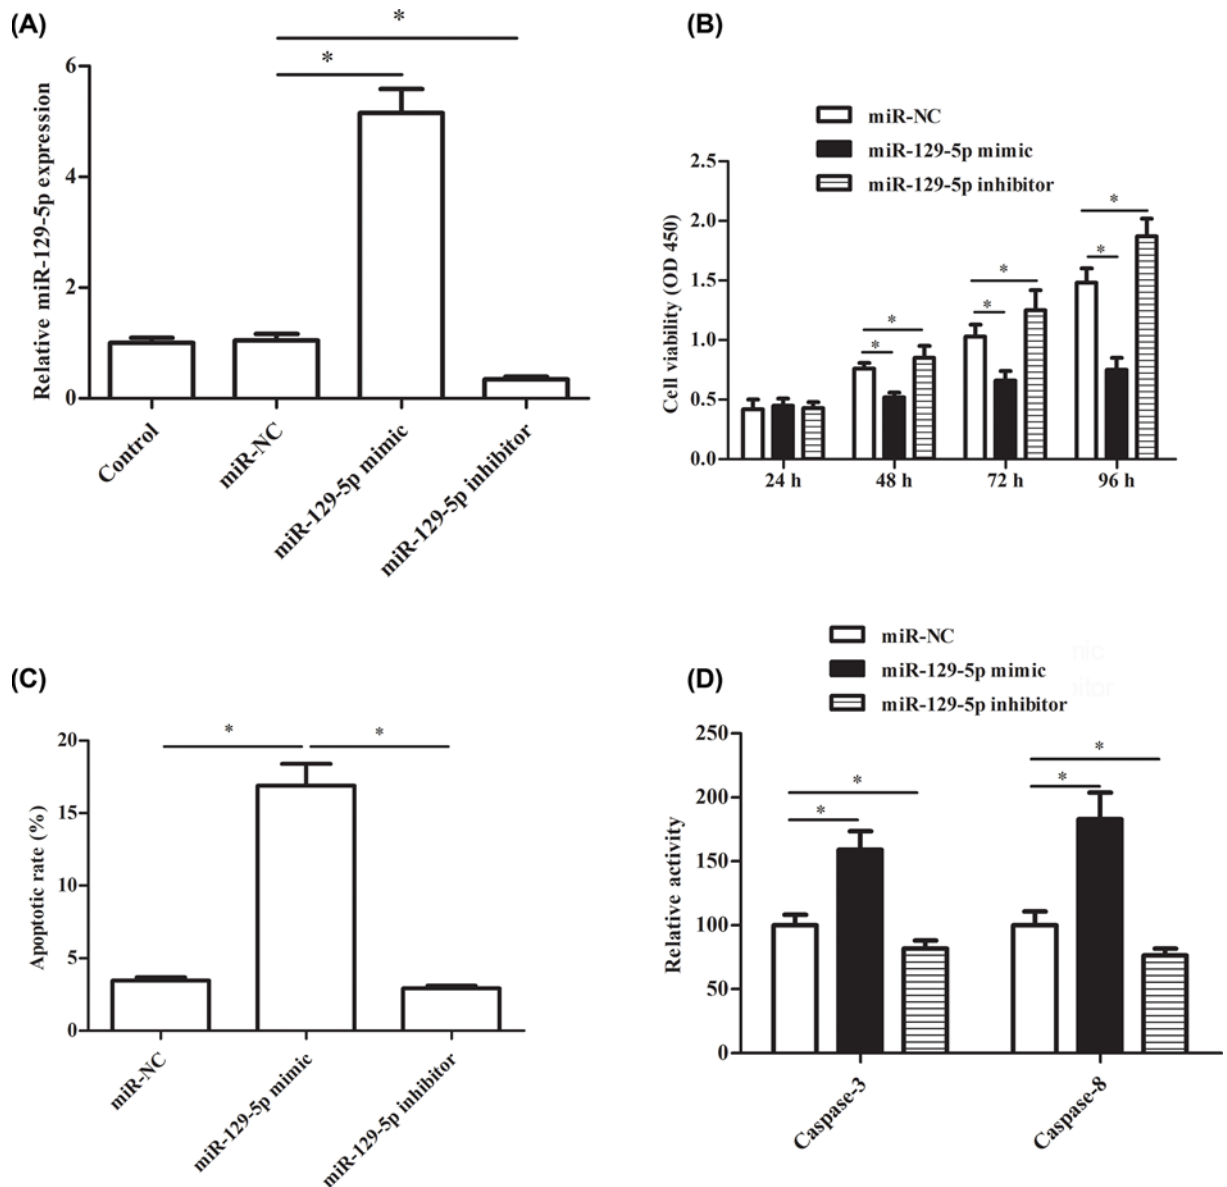 (A)
*
*
6
4
2
0
Relative miR-129-5p expression
Control
miR-NC
miR-129-5p mimic
miR-129-5p inhibitor
(B)
miR-NC
miR-129-5p mimic
miR-129-5p inhibitor
2.5
2.0
1.5
1.0
0.5
0.0
Cell viability (OD 450)
*
*
*
*
*
*
24 h
48 h
72 h
96 h
(C)
20
15
10
5
0
Apoptotic rate (%)
*
*
miR-NC
miR-129-5p mimic
miR-129-5p inhibitor
(D)
miR-NC
miR-129-5p mimic
miR-129-5p inhibitor
nic
itor
250
200
150
100
50
0
Relative activity
*
*
*
*
Caspase-3
Caspase-8